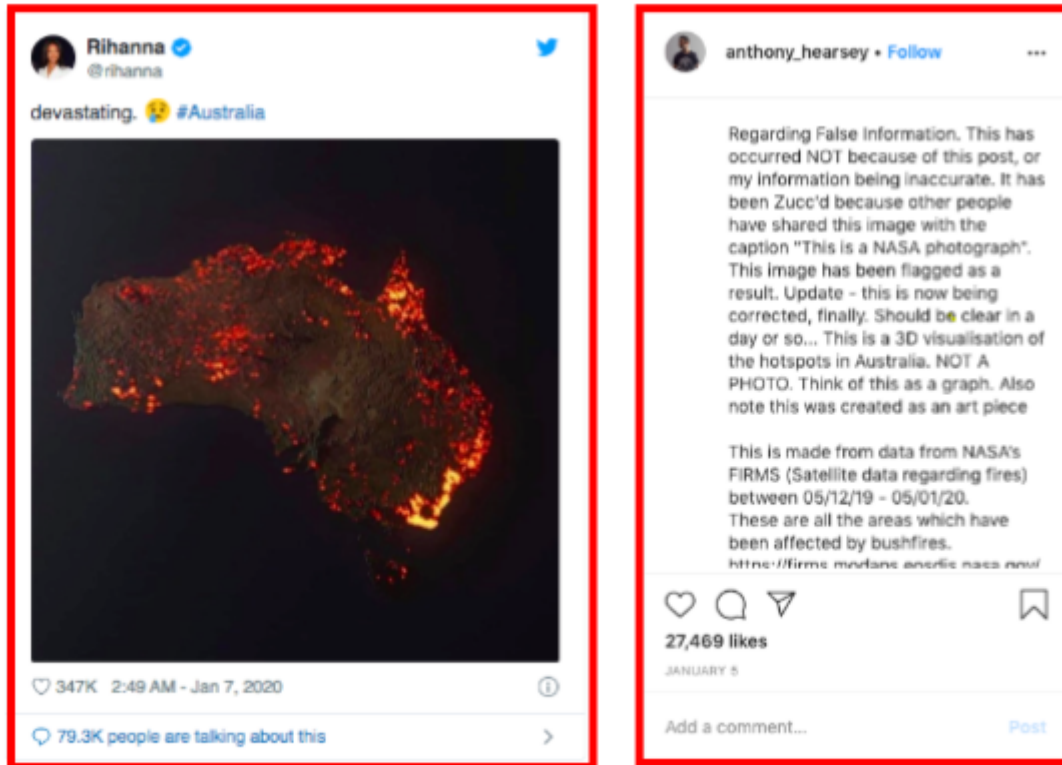 Rihanna
@rihanna
devastating. 😢 #Australia
347K 2:49 AM - Jan 7, 2020
79.3K people are talking about this
anthony_hearsey • Follow
Regarding False Information. This has
occurred NOT because of this post, or
my information being inaccurate. It has
been Zucc'd because other people
have shared this image with the
caption "This is a NASA photograph".
This image has been flagged as a
result. Update - this is now being
corrected, finally. Should be clear in a
day or so... This is a 3D visualisation of
the hotspots in Australia. NOT A
PHOTO. Think of this as a graph. Also
note this was created as an art piece
This is made from data from NASA's
FIRMS (Satellite data regarding fires)
between 05/12/19 - 05/01/20.
These are all the areas which have
been affected by bushfires.
https://firms.modaps.eosdis.nasa.gov/
27,469 likes
JANUARY 5
Add a comment...
Post